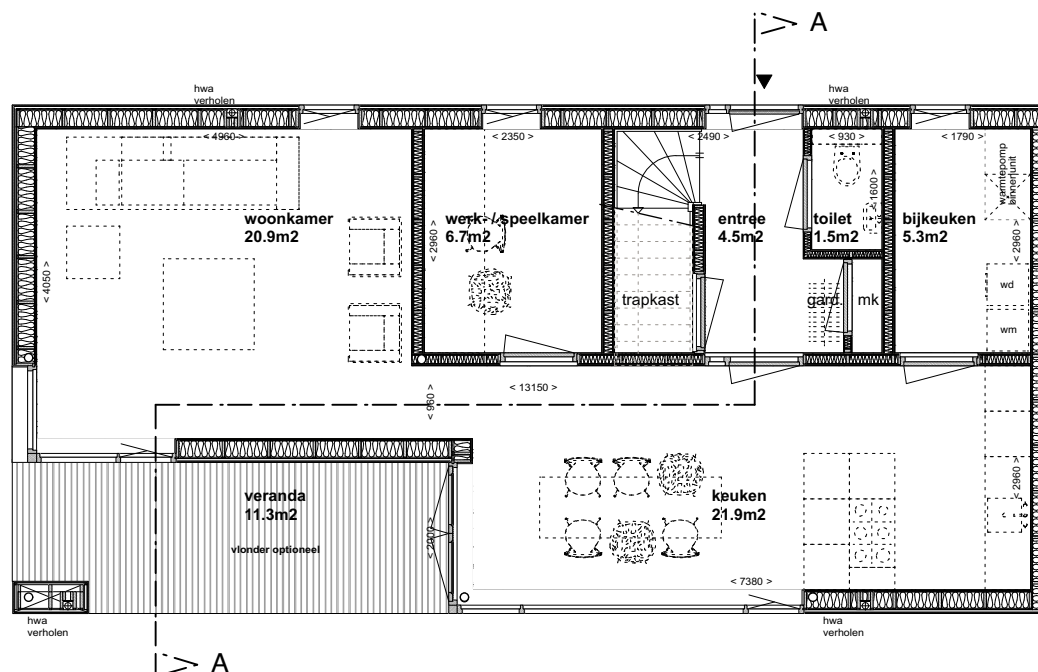 A
hwa
verholen
hwa
verholen
< 4960 >
< 2350 >
< 2490 >
< 930 >
< 1790 >
warmtepomp
binnenunit
< 1600 >
woonkamer
20.9m2
werk- / speelkamer
6.7m2
entree
4.5m2
toilet
1.5m2
bijkeuken
5.3m2
< 4050 >
< 2960 >
< 2960 >
trapkast
gard.
mk
wd
wm
< 13150 >
< 960 >
veranda
11.3m2
vlonder optioneel
< 2000 >
keuken
21.9m2
< 2960 >
< 7380 >
hwa
verholen
hwa
verholen
A